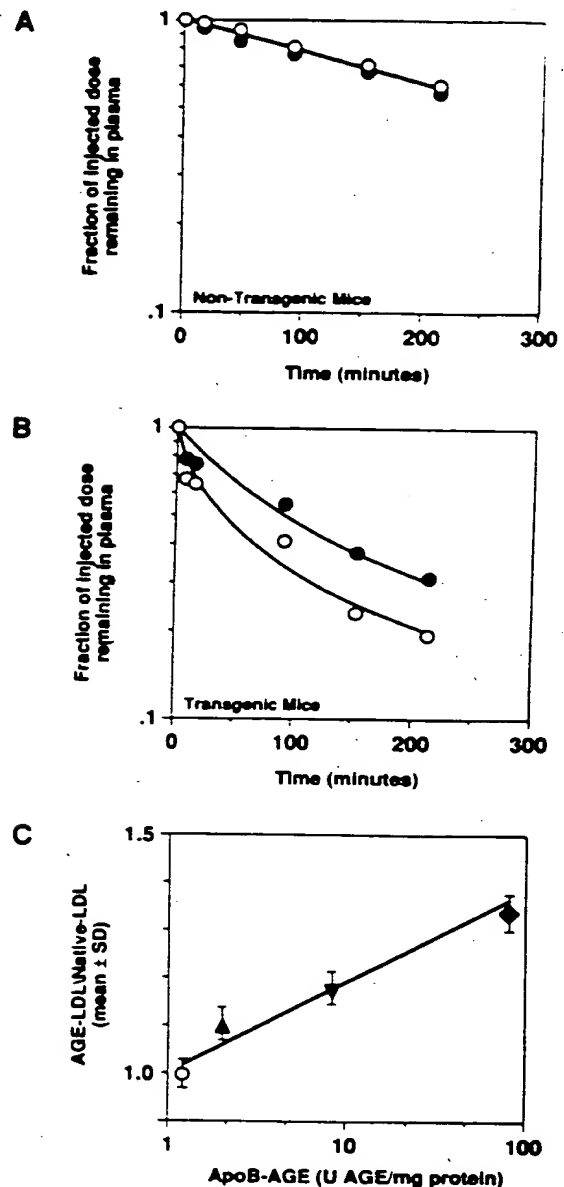 A
1
Fraction of injected dose
remaining in plasma
.1
Non-Transgenic Mice
0 100 200 300
Time (minutes)
B
1
Fraction of injected dose
remaining in plasma
.1
Transgenic Mice
0 100 200 300
Time (minutes)
C
1.5
AGE-LDL\Native-LDL
(mean ± SD)
1.0
1 10 100
ApoB-AGE (U AGE/mg protein)